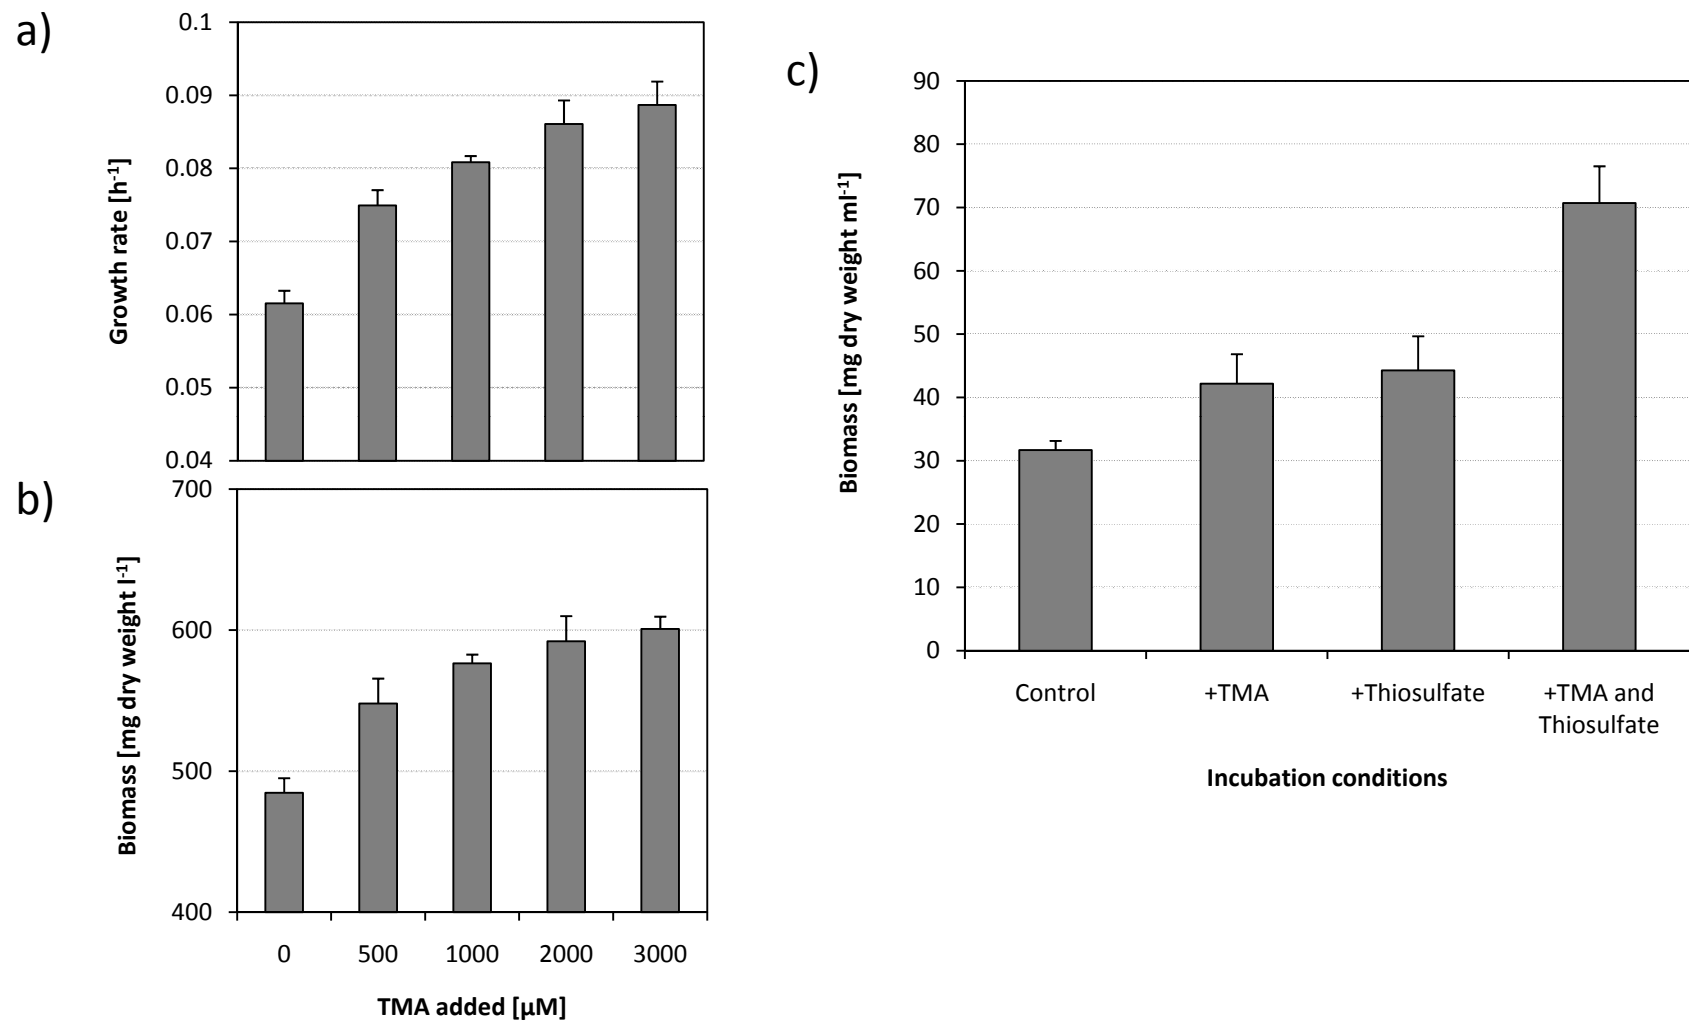 a)
Growth rate [h-1]
0.1
0.09
0.08
0.07
0.06
0.05
0.04
b)
Biomass [mg dry weight l-1]
700
600
500
400
0 500 1000 2000 3000
TMA added [µM]
c)
Biomass [mg dry weight ml-1]
90
80
70
60
50
40
30
20
10
0
Control +TMA +Thiosulfate +TMA and
Thiosulfate
Incubation conditions